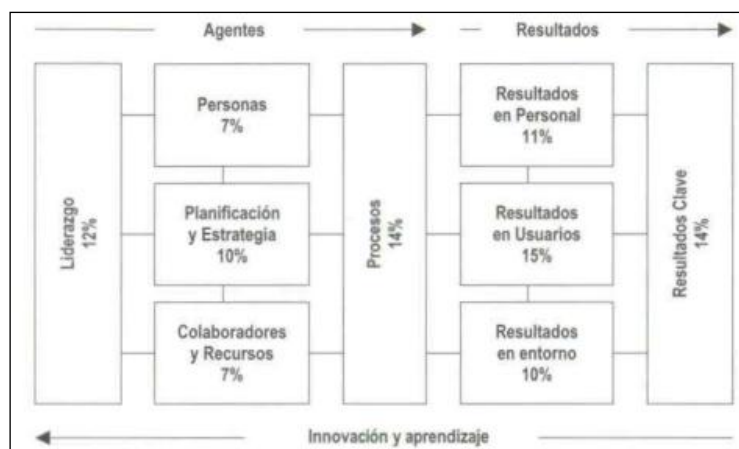 Agentes
Resultados
Liderazgo
12%
Personas
7%
Planificación
y Estrategia
10%
Colaboradores
y Recursos
7%
Procesos
14%
Resultados
en Personal
11%
Resultados
en Usuarios
15%
Resultados
en entorno
10%
Resultados Clave
14%
Innovación y aprendizaje